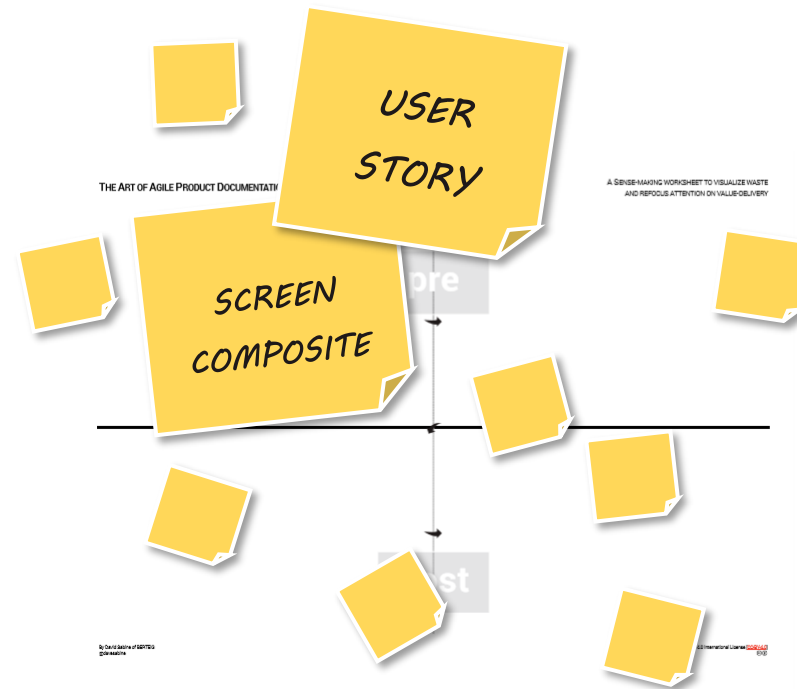 USER
STORY
THE ART OF AGILE PRODUCT
A SENSE-MAKING WORKSHEET TO VISUALIZE WASTE
AND REFOCUS ATTENTION ON VALUE-DELIVERY
pre
SCREEN
COMPOSITE
st
By David Sabine of BERTEIG
@davesabine
International License